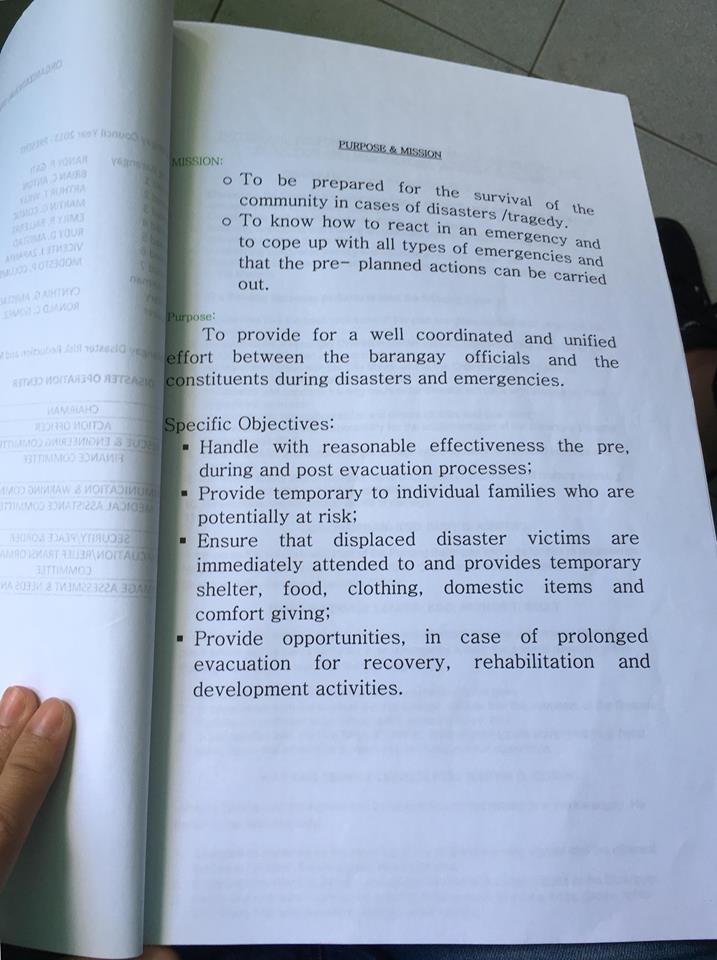 PURPOSE & MISSION
MISSION:
o To be prepared for the survival of the
community in cases of disasters /tragedy.
o To know how to react in an emergency and
to cope up with all types of emergencies and
that the pre- planned actions can be carried
out.
Purpose:
To provide for a well coordinated and unified
effort between the barangay officials and the
constituents during disasters and emergencies.
Specific Objectives:
▪ Handle with reasonable effectiveness the pre,
during and post evacuation processes;
▪ Provide temporary to individual families who are
potentially at risk;
▪ Ensure that displaced disaster victims are
immediately attended to and provides temporary
shelter, food, clothing, domestic items and
comfort giving;
▪ Provide opportunities, in case of prolonged
evacuation for recovery, rehabilitation and
development activities.